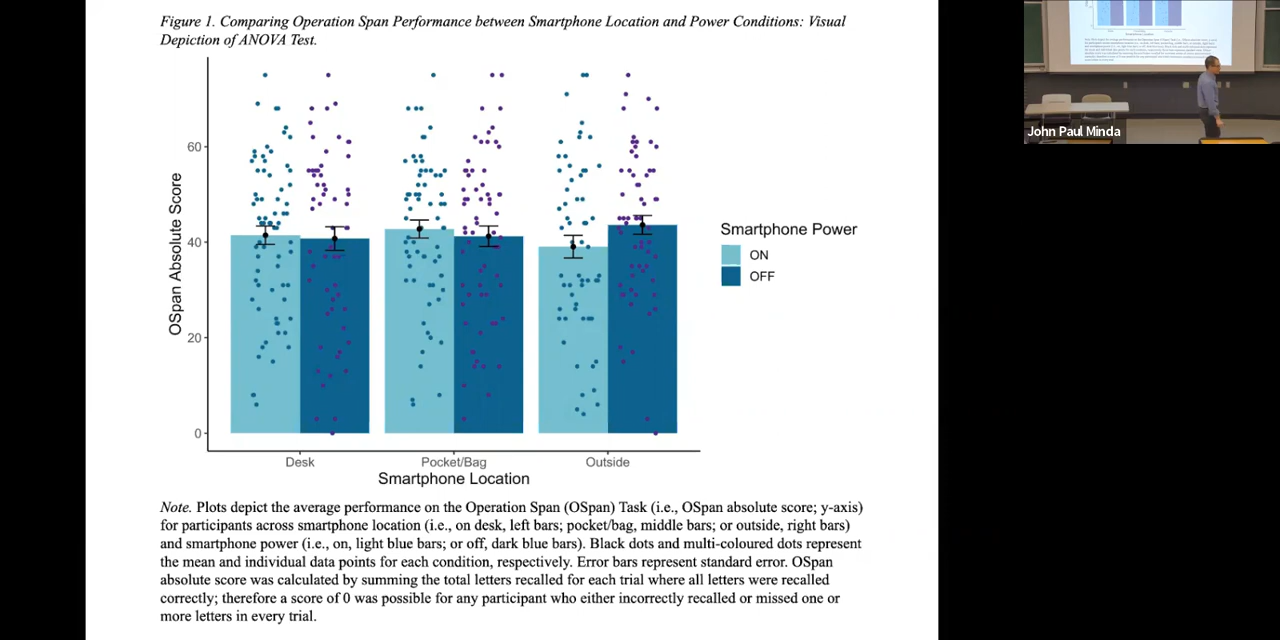 Figure 1. Comparing Operation Span Performance between Smartphone Location and Power Conditions: Visual
Depiction of ANOVA Test.
OSpan Absolute Score
60
40
20
0
Desk
Pocket/Bag
Outside
Smartphone Location
Smartphone Power
ON
OFF
Note. Plots depict the average performance on the Operation Span (OSpan) Task (i.e., OSpan absolute score; y-axis)
for participants across smartphone location (i.e., on desk, left bars; pocket/bag, middle bars; or outside, right bars)
and smartphone power (i.e., on, light blue bars; or off, dark blue bars). Black dots and multi-coloured dots represent
the mean and individual data points for each condition, respectively. Error bars represent standard error. OSpan
absolute score was calculated by summing the total letters recalled for each trial where all letters were recalled
correctly; therefore a score of 0 was possible for any participant who either incorrectly recalled or missed one or
more letters in every trial.
John Paul Minda